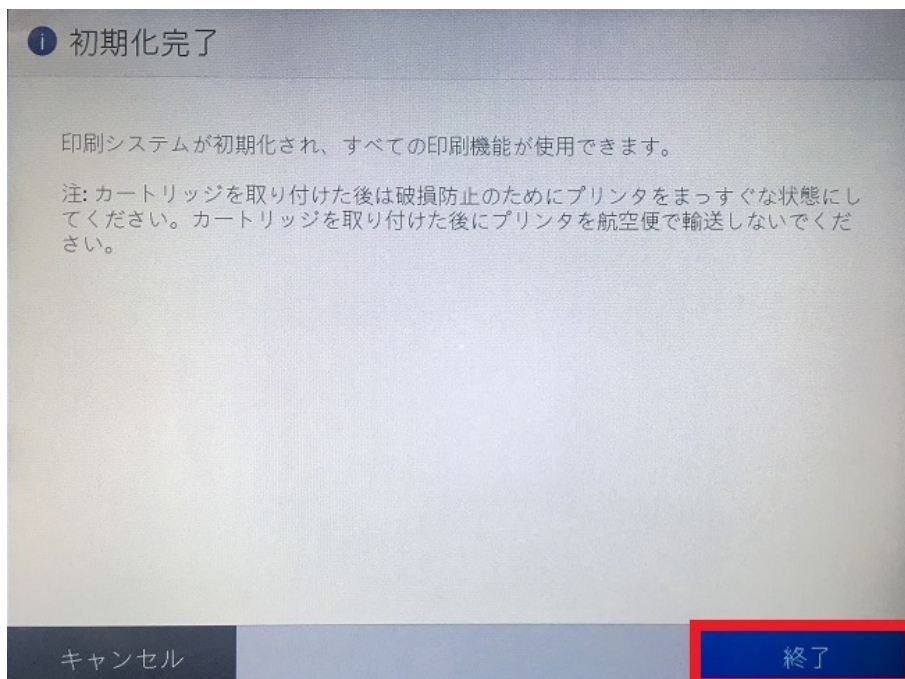 i 初期化完了
印刷システムが初期化され、すべての印刷機能が使用できます。
注: カートリッジを取り付けた後は破損防止のためにプリンタをまっすぐな状態にし
てください。カートリッジを取り付けた後にプリンタを航空便で輸送しないでくだ
さい。
キャンセル
終了